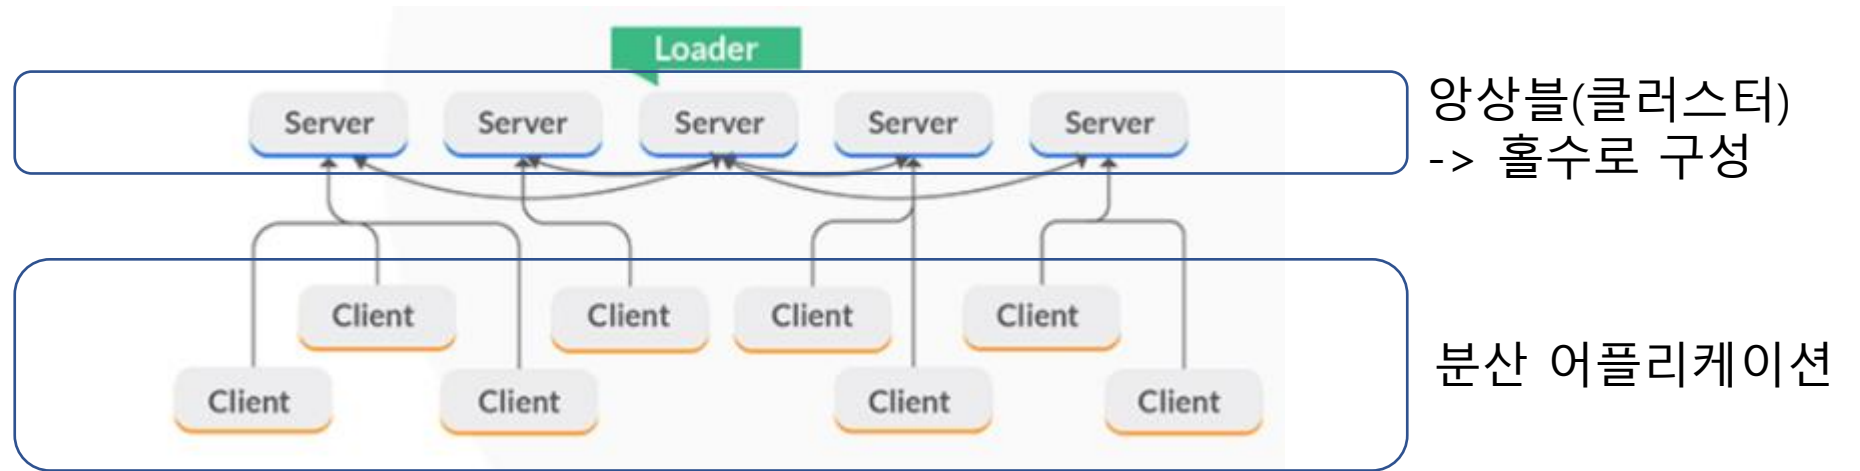 Loader
Server Server Server Server Server
앙상블(클러스터)
-> 홀수로 구성
Client Client Client Client
Client Client Client Client
분산 어플리케이션